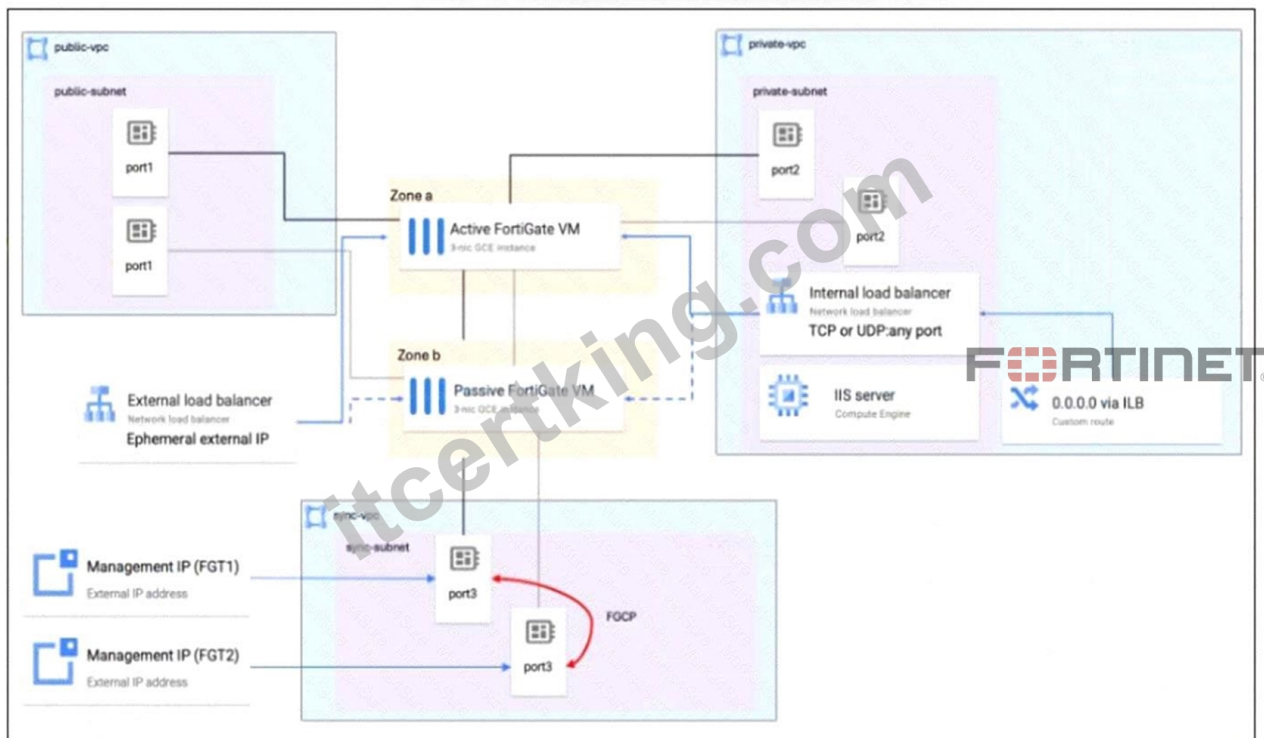 public-vpc
public-subnet
port1
port1
private-vpc
private-subnet
port2
port2
Zone a
Active FortiGate VM
3-nic GCE instance
Internal load balancer
Network load balancer
TCP or UDP:any port
FORTINET
Zone b
Passive FortiGate VM
3-nic GCE instance
External load balancer
Network load balancer
Ephemeral external IP
IIS server
Compute Engine
0.0.0.0 via ILB
Custom route
sync-vpc
sync-subnet
Management IP (FGT1)
External IP address
port3
FGCP
Management IP (FGT2)
External IP address
port3
itcertking.com